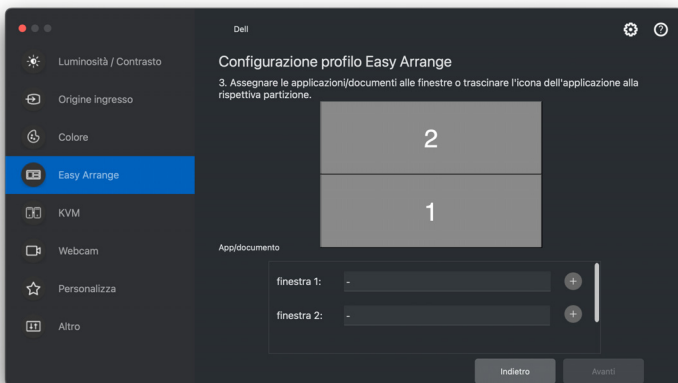 Dell
Luminosità / Contrasto
Origine ingresso
Colore
Easy Arrange
KVM
Webcam
Personalizza
Altro
Configurazione profilo Easy Arrange
3. Assegnare le applicazioni/documenti alle finestre o trascinare l'icona dell'applicazione alla
rispettiva partizione.
2
1
App/documento
finestra 1: - +
finestra 2: - +
Indietro
Avanti